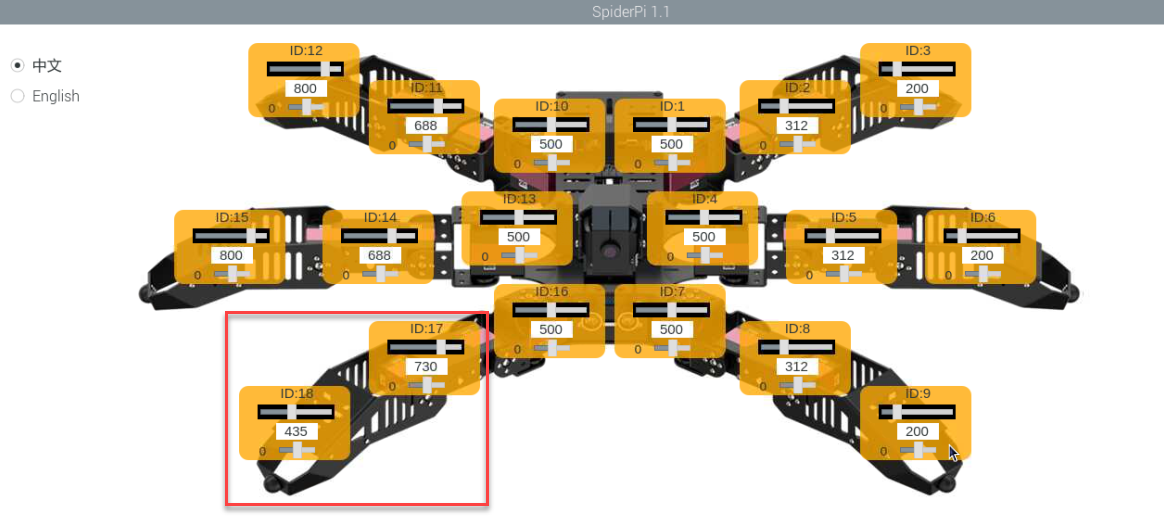 SpiderPi 1.1
中文
English
ID:12
800
0
ID:11
688
0
ID:10
500
0
ID:1
500
0
ID:2
312
0
ID:3
200
0
ID:15
800
0
ID:14
688
0
ID:13
500
0
ID:4
500
0
ID:5
312
0
ID:6
200
0
ID:16
500
0
ID:7
500
0
ID:17
730
0
ID:8
312
0
ID:18
435
0
ID:9
200
0